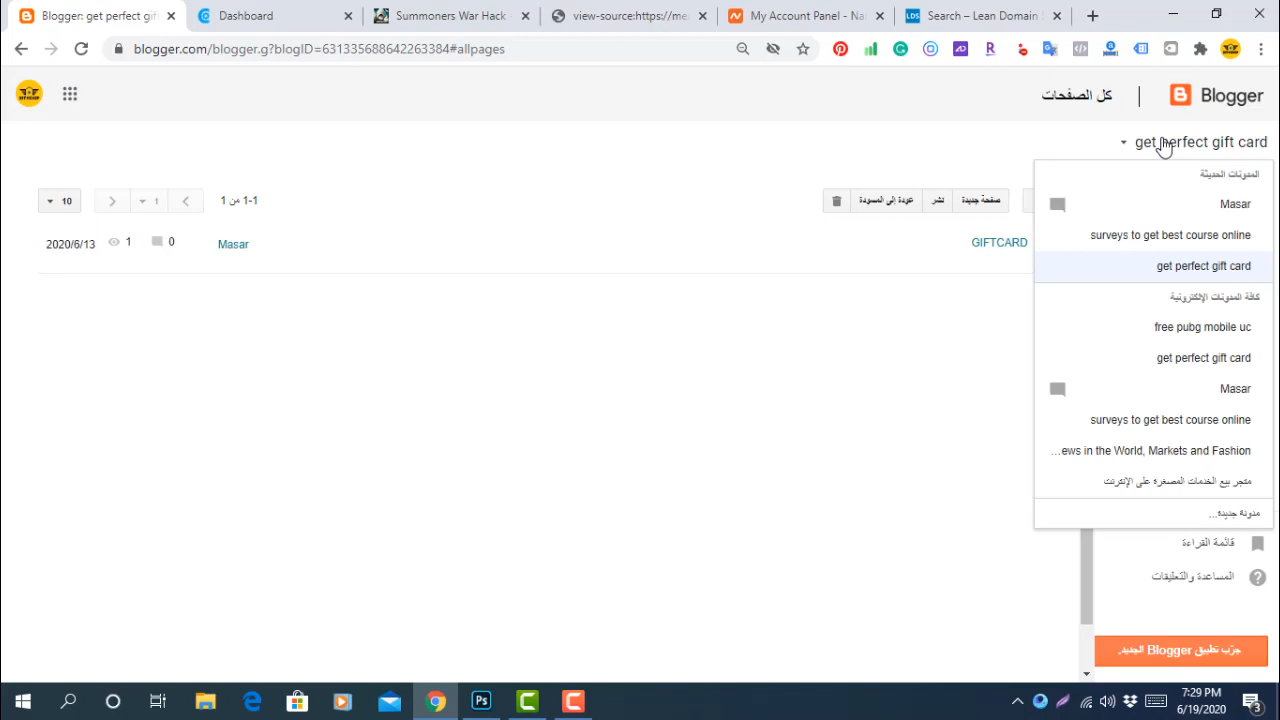 Blogger: get perfect gif
Dashboard
Summoners War Hack -
view-source:https://me
My Account Panel - Na
Search – Lean Domain
blogger.com/blogger.g?blogID=631335688642263384#allpages
Blogger
كل الصفحات
get perfect gift card
المدونات الحديثة
Masar
surveys to get best course online
get perfect gift card
كافة المدونات الإلكترونية
free pubg mobile uc
get perfect gift card
Masar
surveys to get best course online
...ews in the World, Markets and Fashion
متجر بيع الخدمات المصغرة على الإنترنت
مدونة جديدة...
صفحة جديدة
نشر
عودة إلى المسودة
1-1 من 1
1
10
GIFTCARD
Masar
0
1
2020/6/13
قائمة القراءة
المساعدة والتعليقات
جرّب تطبيق Blogger الجديد.
7:29 PM
6/19/2020
3